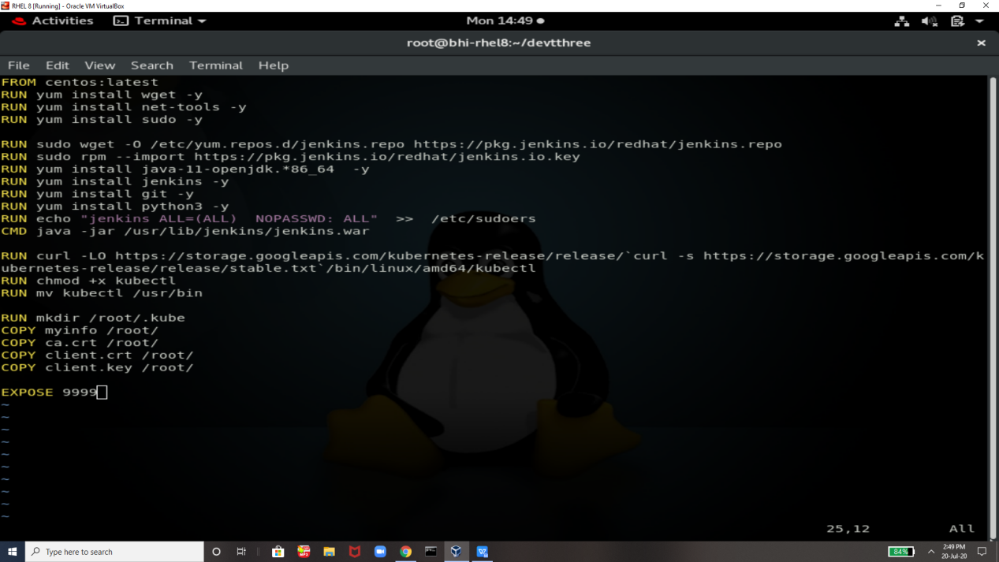 RHEL 8 [Running] - Oracle VM VirtualBox
Activities Terminal Mon 14:49
root@bhi-rhel8:~/devtthree
File Edit View Search Terminal Help
FROM centos:latest
RUN yum install wget -y
RUN yum install net-tools -y
RUN yum install sudo -y
RUN sudo wget -O /etc/yum.repos.d/jenkins.repo https://pkg.jenkins.io/redhat/jenkins.repo
RUN sudo rpm --import https://pkg.jenkins.io/redhat/jenkins.io.key
RUN yum install java-11-openjdk.*86_64  -y
RUN yum install jenkins -y
RUN yum install git -y
RUN yum install python3 -y
RUN echo "jenkins ALL=(ALL)  NOPASSWD: ALL"  >>  /etc/sudoers
CMD java -jar /usr/lib/jenkins/jenkins.war
RUN curl -LO https://storage.googleapis.com/kubernetes-release/release/`curl -s https://storage.googleapis.com/k
ubernetes-release/release/stable.txt`/bin/linux/amd64/kubectl
RUN chmod +x kubectl
RUN mv kubectl /usr/bin
RUN mkdir /root/.kube
COPY myinfo /root/
COPY ca.crt /root/
COPY client.crt /root/
COPY client.key /root/
EXPOSE 9999
~
~
~
~
~
~
~
~
~
~
25,12 All
Type here to search
84%
2:49 PM
20-Jul-20